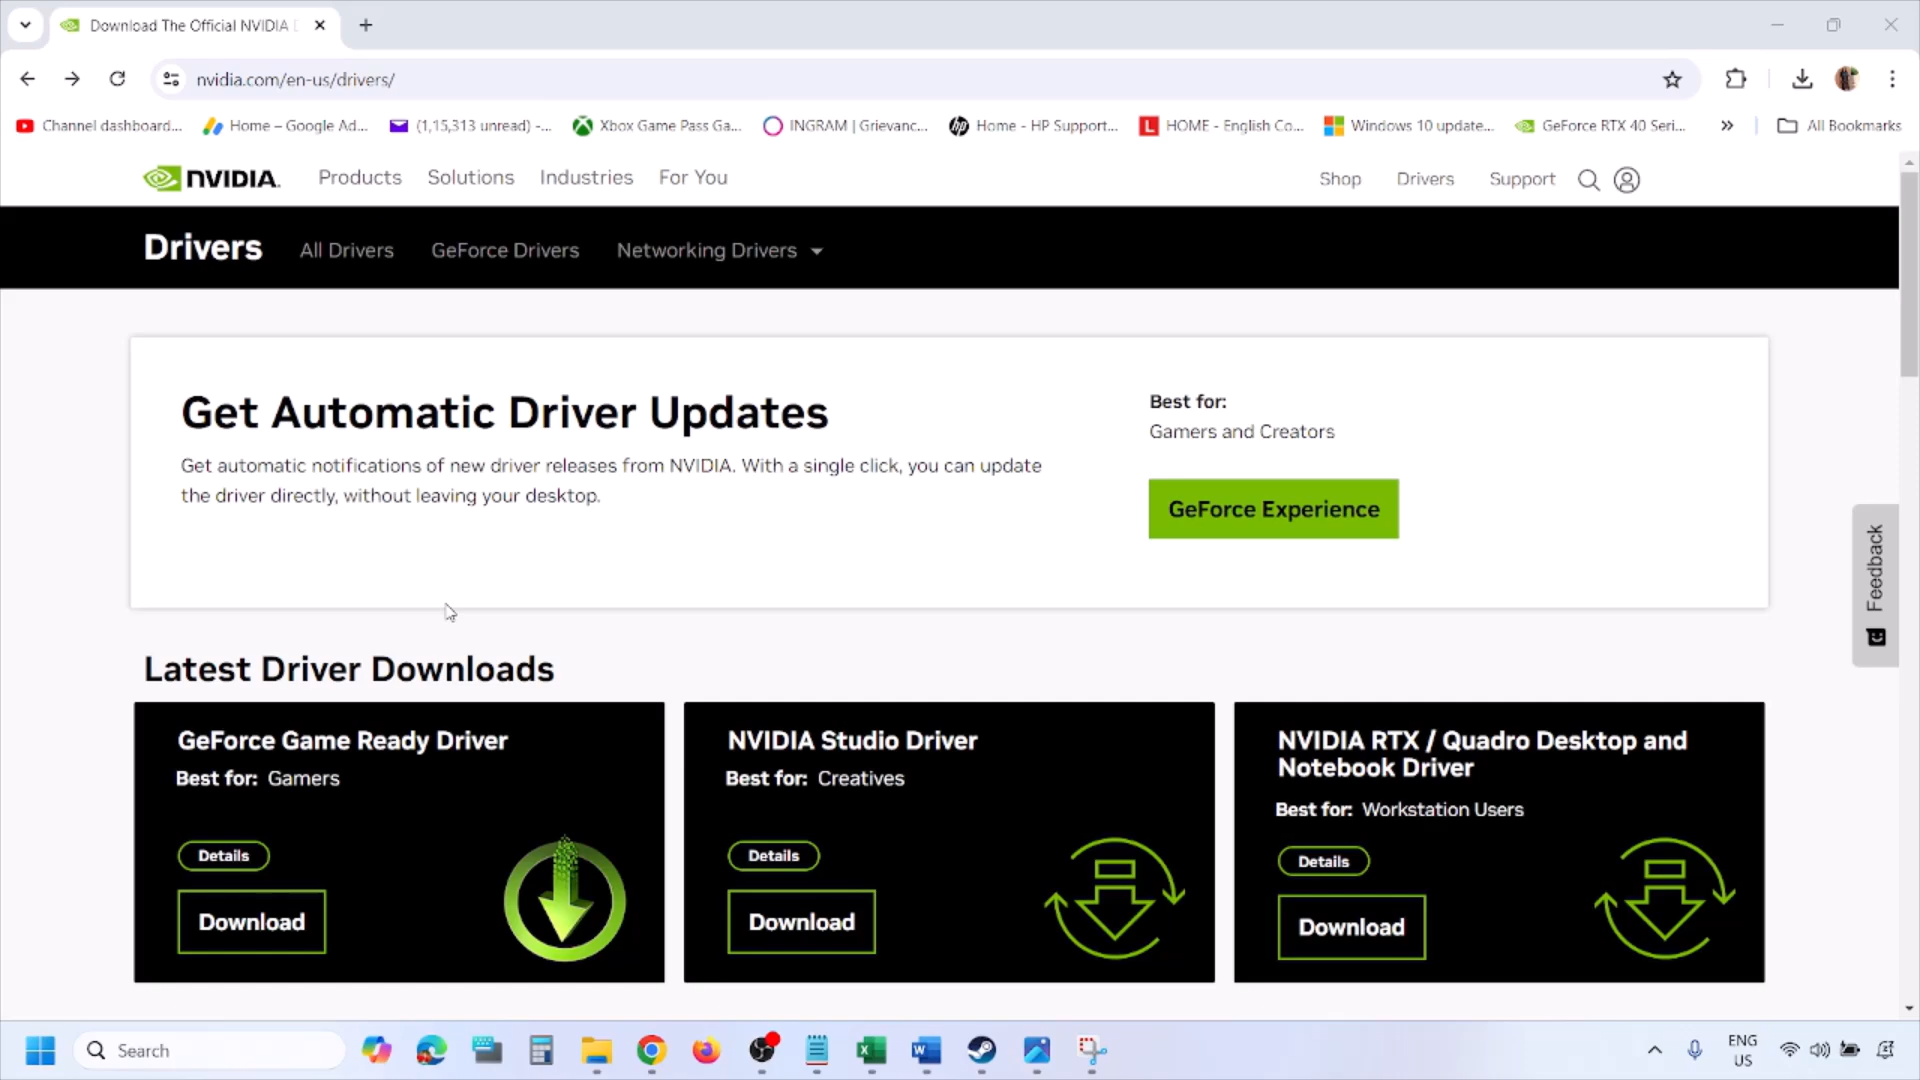 Download The Official NVIDIA
nvidia.com/en-us/drivers/
Channel dashboard...
Home – Google Ad...
(1,15,313 unread) -...
Xbox Game Pass Ga...
INGRAM | Grievanc...
Home - HP Support...
HOME - English Co...
Windows 10 update...
GeForce RTX 40 Seri...
All Bookmarks
NVIDIA.
Products
Solutions
Industries
For You
Shop
Drivers
Support
Drivers
All Drivers
GeForce Drivers
Networking Drivers
Get Automatic Driver Updates
Get automatic notifications of new driver releases from NVIDIA. With a single click, you can update
the driver directly, without leaving your desktop.
Best for:
Gamers and Creators
GeForce Experience
Feedback
Latest Driver Downloads
GeForce Game Ready Driver
Best for: Gamers
Details
Download
NVIDIA Studio Driver
Best for: Creatives
Details
Download
NVIDIA RTX / Quadro Desktop and
Notebook Driver
Best for: Workstation Users
Details
Download
Search
ENG
US